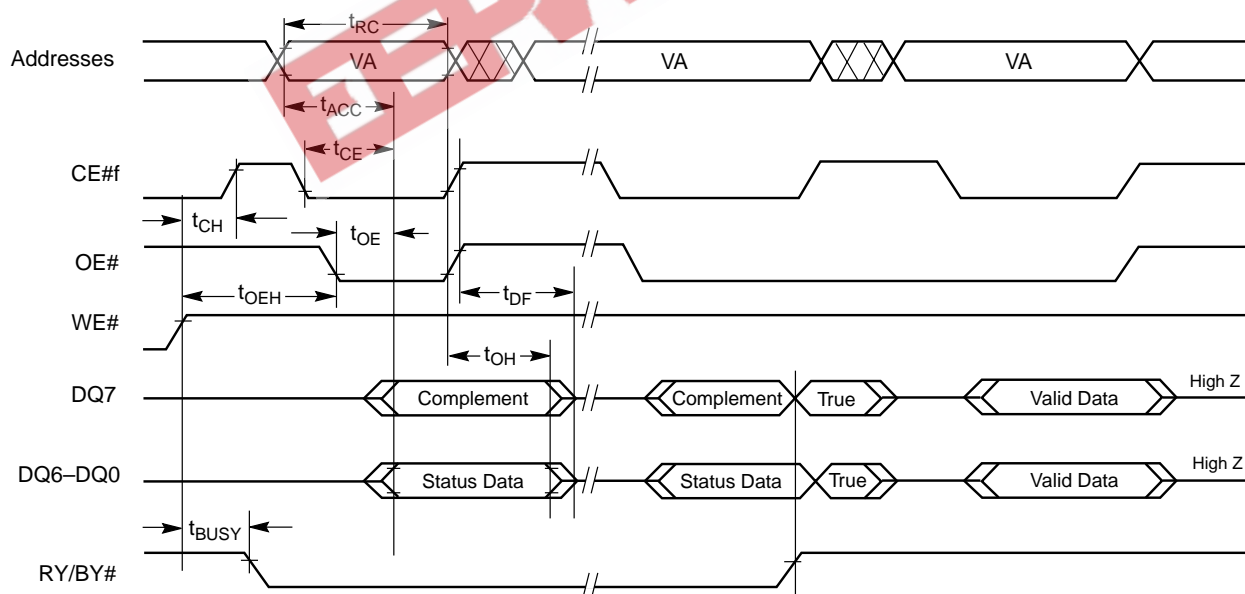 tRC
Addresses VA VA VA
tACC
tCE
CE#f
tCH tOE
OE#
tOEH tDF
WE#
tOH
DQ7 Complement Complement True Valid Data High Z
DQ6–DQ0 Status Data Status Data True Valid Data High Z
tBUSY
RY/BY#